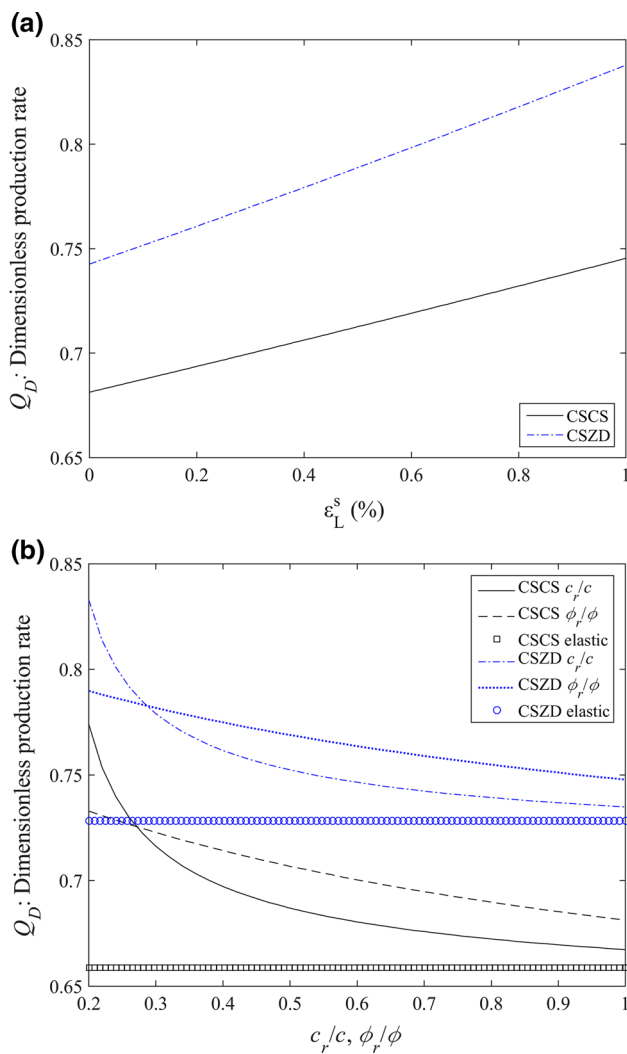 (a)
0.85
0.8
0.75
0.7
0.65
Q_D: Dimensionless production rate
CSCS
CSZD
0 0.2 0.4 0.6 0.8 1
ε_L^s (%)
(b)
0.85
0.8
0.75
0.7
0.65
Q_D: Dimensionless production rate
CSCS c_r/c
CSCS ϕ_r/ϕ
CSCS elastic
CSZD c_r/c
CSZD ϕ_r/ϕ
CSZD elastic
0.2 0.3 0.4 0.5 0.6 0.7 0.8 0.9 1
c_r/c, ϕ_r/ϕ